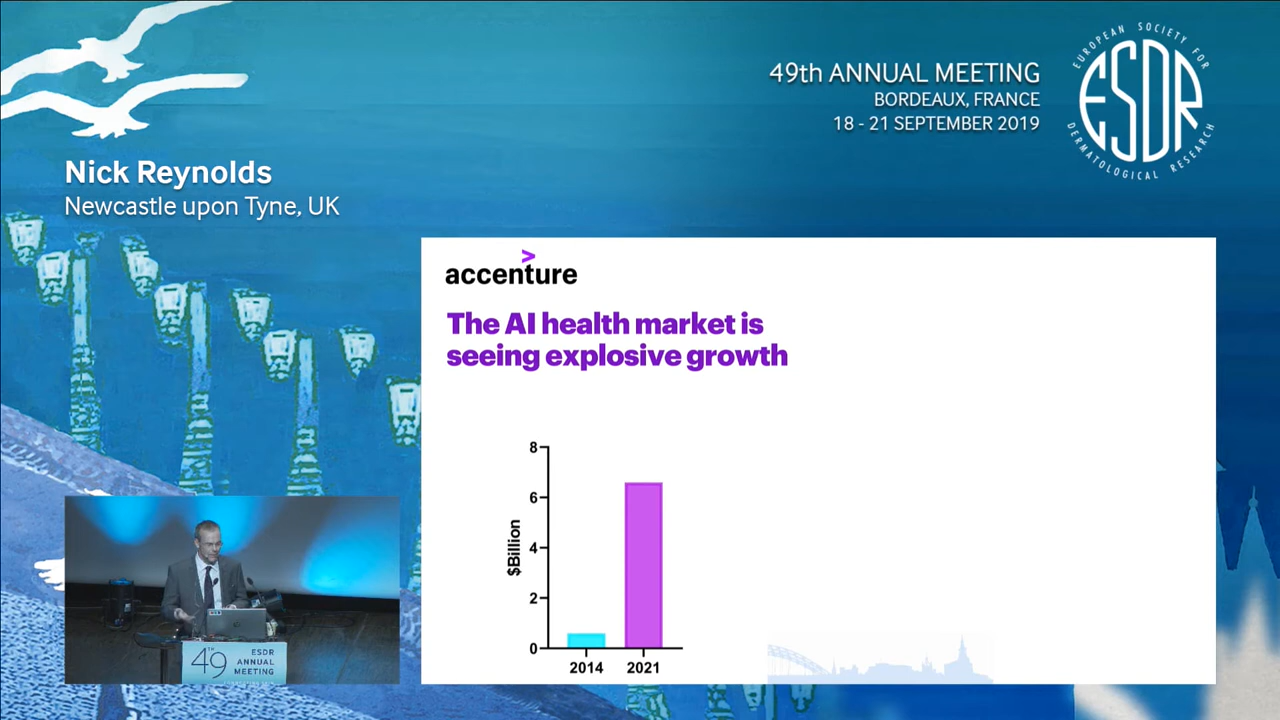 49th ANNUAL MEETING
BORDEAUX, FRANCE
18 - 21 SEPTEMBER 2019
EUROPEAN SOCIETY FOR
ESDR
DERMATOLOGICAL RESEARCH
Nick Reynolds
Newcastle upon Tyne, UK
>
accenture
The AI health market is
seeing explosive growth
8
6
4
2
0
$Billion
2014
2021
49TH
ESDR
ANNUAL
MEETING